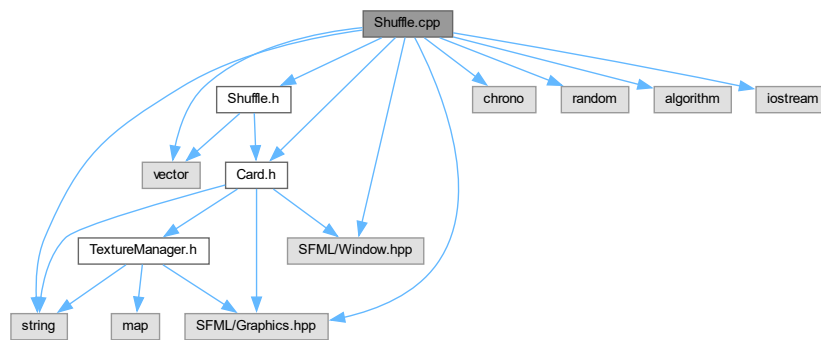 Shuffle.cpp
Shuffle.h
chrono
random
algorithm
iostream
vector
Card.h
TextureManager.h
SFML/Window.hpp
string
map
SFML/Graphics.hpp